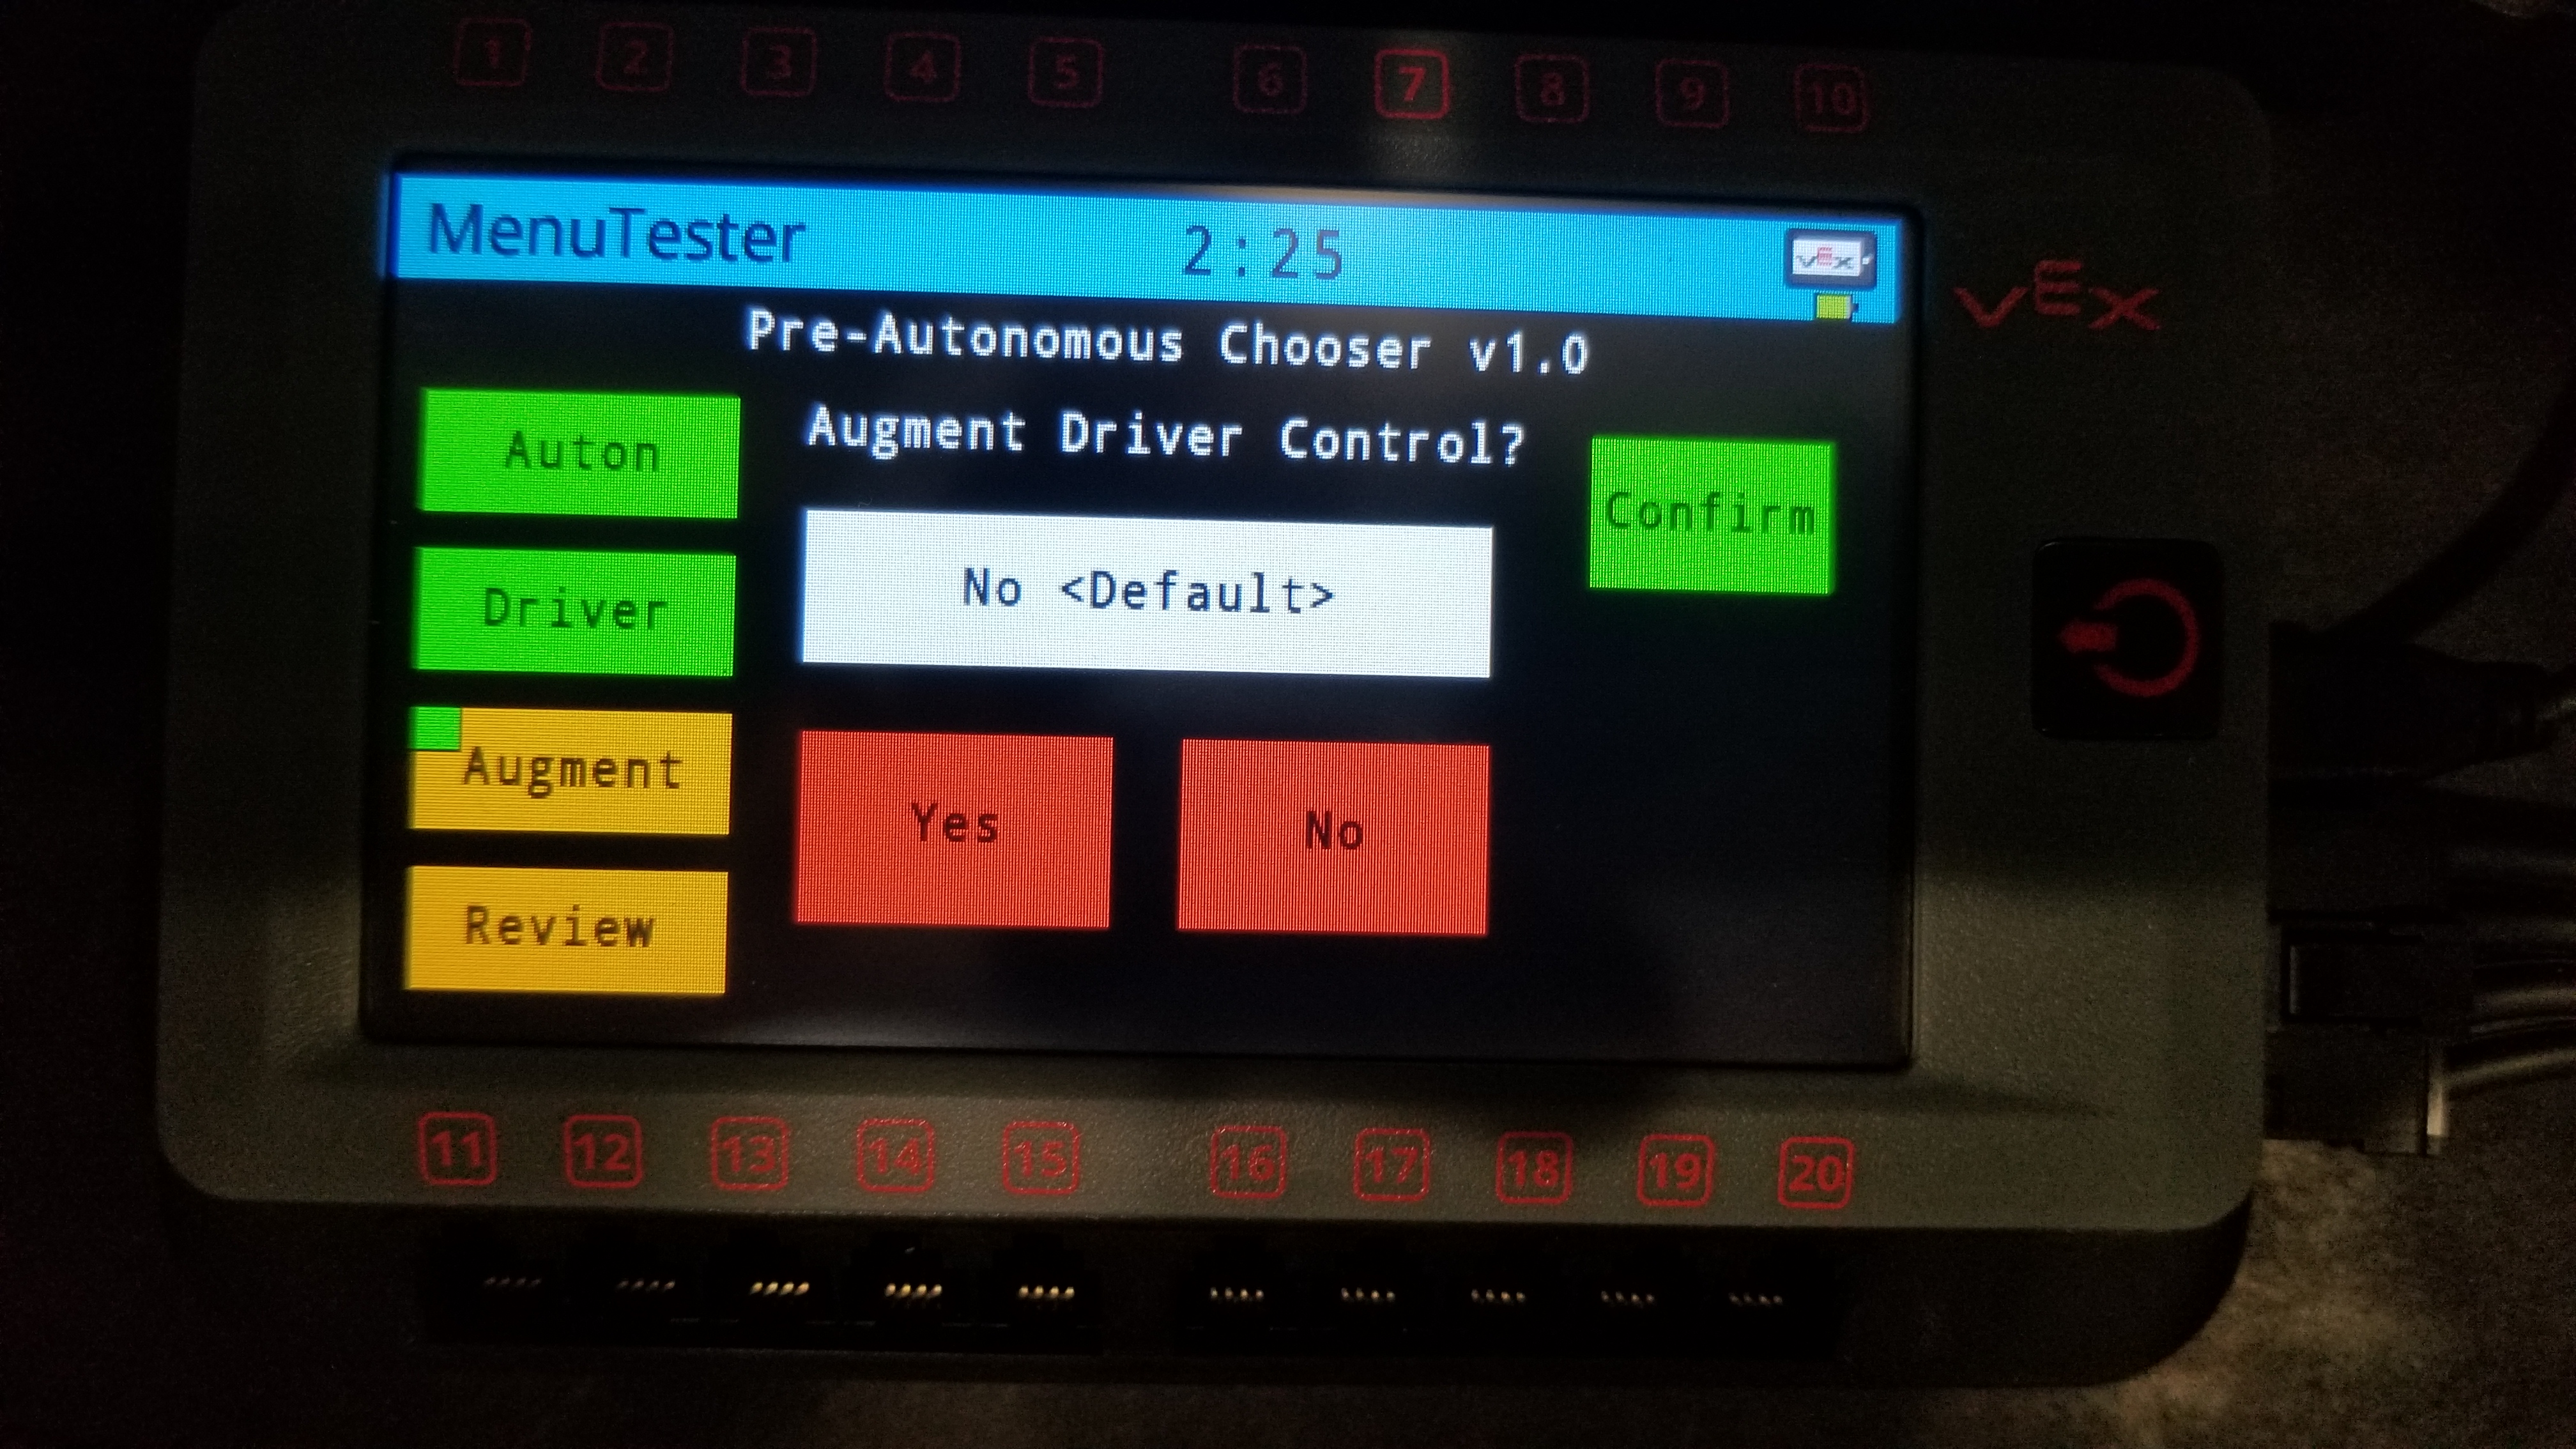 1 2 3 4 5 6 7 8 9 10
MenuTester 2:25 VEX
Pre-Autonomous Chooser v1.0
Augment Driver Control?
Auton
Driver
Augment
Review
No <Default>
Yes No
Confirm
VEX
11 12 13 14 15 16 17 18 19 20